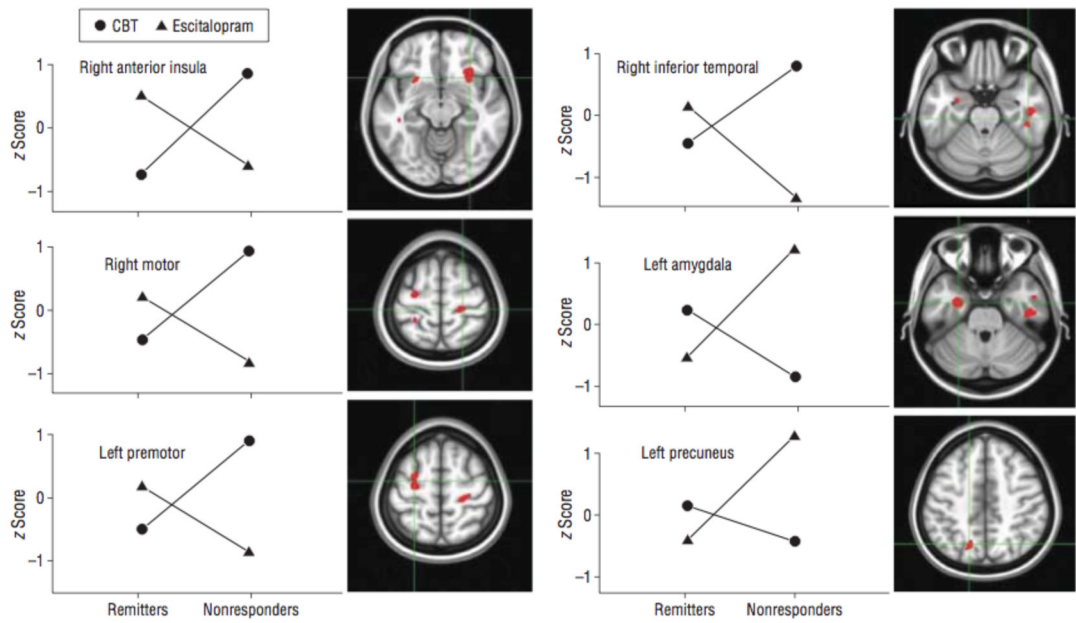 CBT Escitalopram
Right anterior insula
1
0
–1
z Score
Right motor
1
0
–1
z Score
Left premotor
1
0
–1
z Score
Remitters Nonresponders
Right inferior temporal
1
0
–1
z Score
Left amygdala
1
0
–1
z Score
Left precuneus
1
0
–1
z Score
Remitters Nonresponders